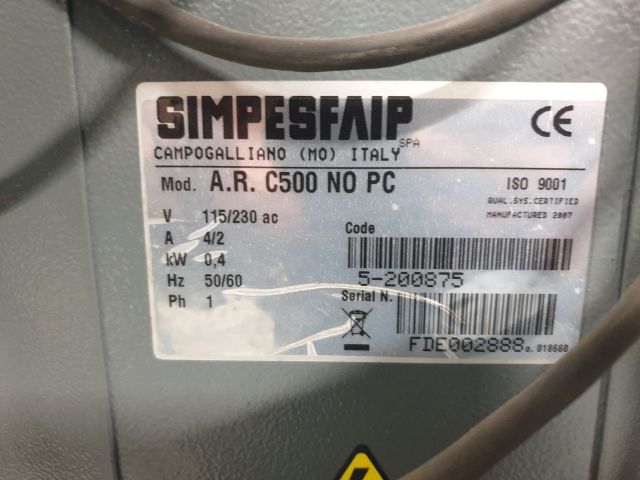 SIMPESFAIP SPA
CAMPOGALLIANO (MO) ITALY
CE
Mod. A.R. C500 NO PC
ISO 9001
QUAL.SYS.CERTIFIED
MANUFACTURED 2007
V 115/230 ac
A 4/2
kW 0,4
Hz 50/60
Ph 1
Code
5-200875
Serial N.
FDE002888 0. 018660